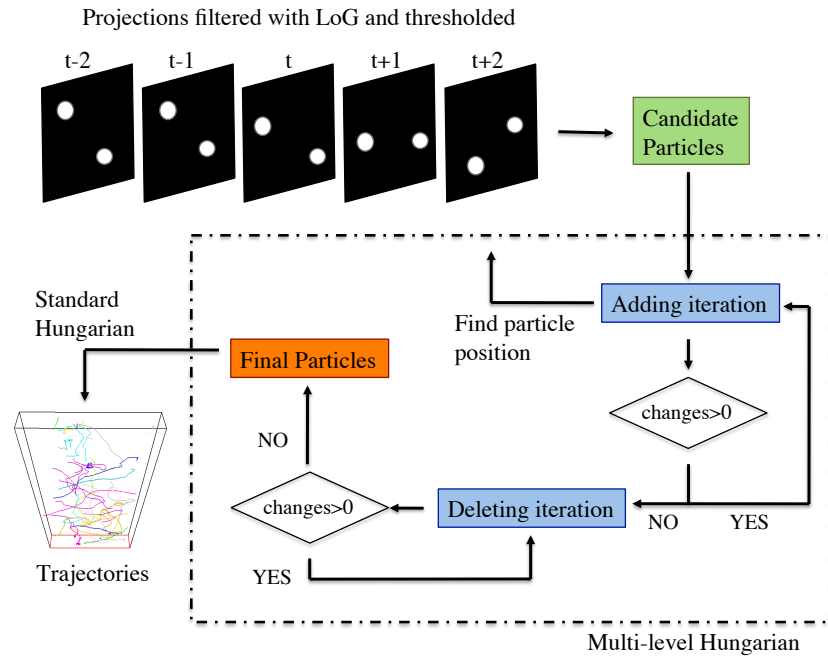 Projections filtered with LoG and thresholded
t-2
t-1
t
t+1
t+2
Candidate
Particles
Adding iteration
Find particle
position
Standard
Hungarian
Final Particles
changes>0
NO
changes>0
Deleting iteration
NO
YES
YES
Trajectories
Multi-level Hungarian